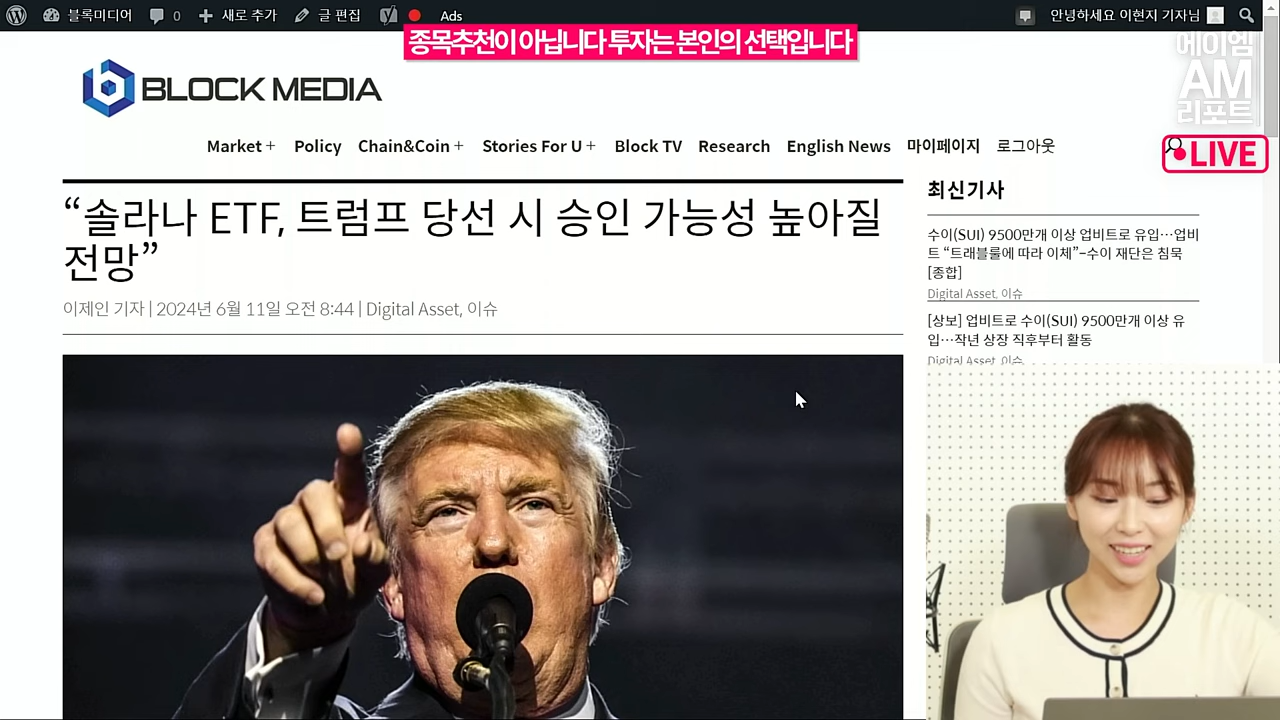 블록미디어 0 새로 추가 글 편집 Ads 안녕하세요 이현지 기자님
종목추천이 아닙니다 투자는 본인의 선택입니다
에이엠
AM
리포트
LIVE
BLOCK MEDIA
Market + Policy Chain&Coin + Stories For U + Block TV Research English News 마이페이지 로그아웃
“솔라나 ETF, 트럼프 당선 시 승인 가능성 높아질
전망”
이제인 기자 | 2024년 6월 11일 오전 8:44 | Digital Asset, 이슈
최신기사
수이(SUI) 9500만개 이상 업비트로 유입…업비
트 “트래블룰에 따라 이체”–수이 재단은 침묵
[종합]
Digital Asset, 이슈
[상보] 업비트로 수이(SUI) 9500만개 이상 유
입…작년 상장 직후부터 활동
Digital Asset, 이슈